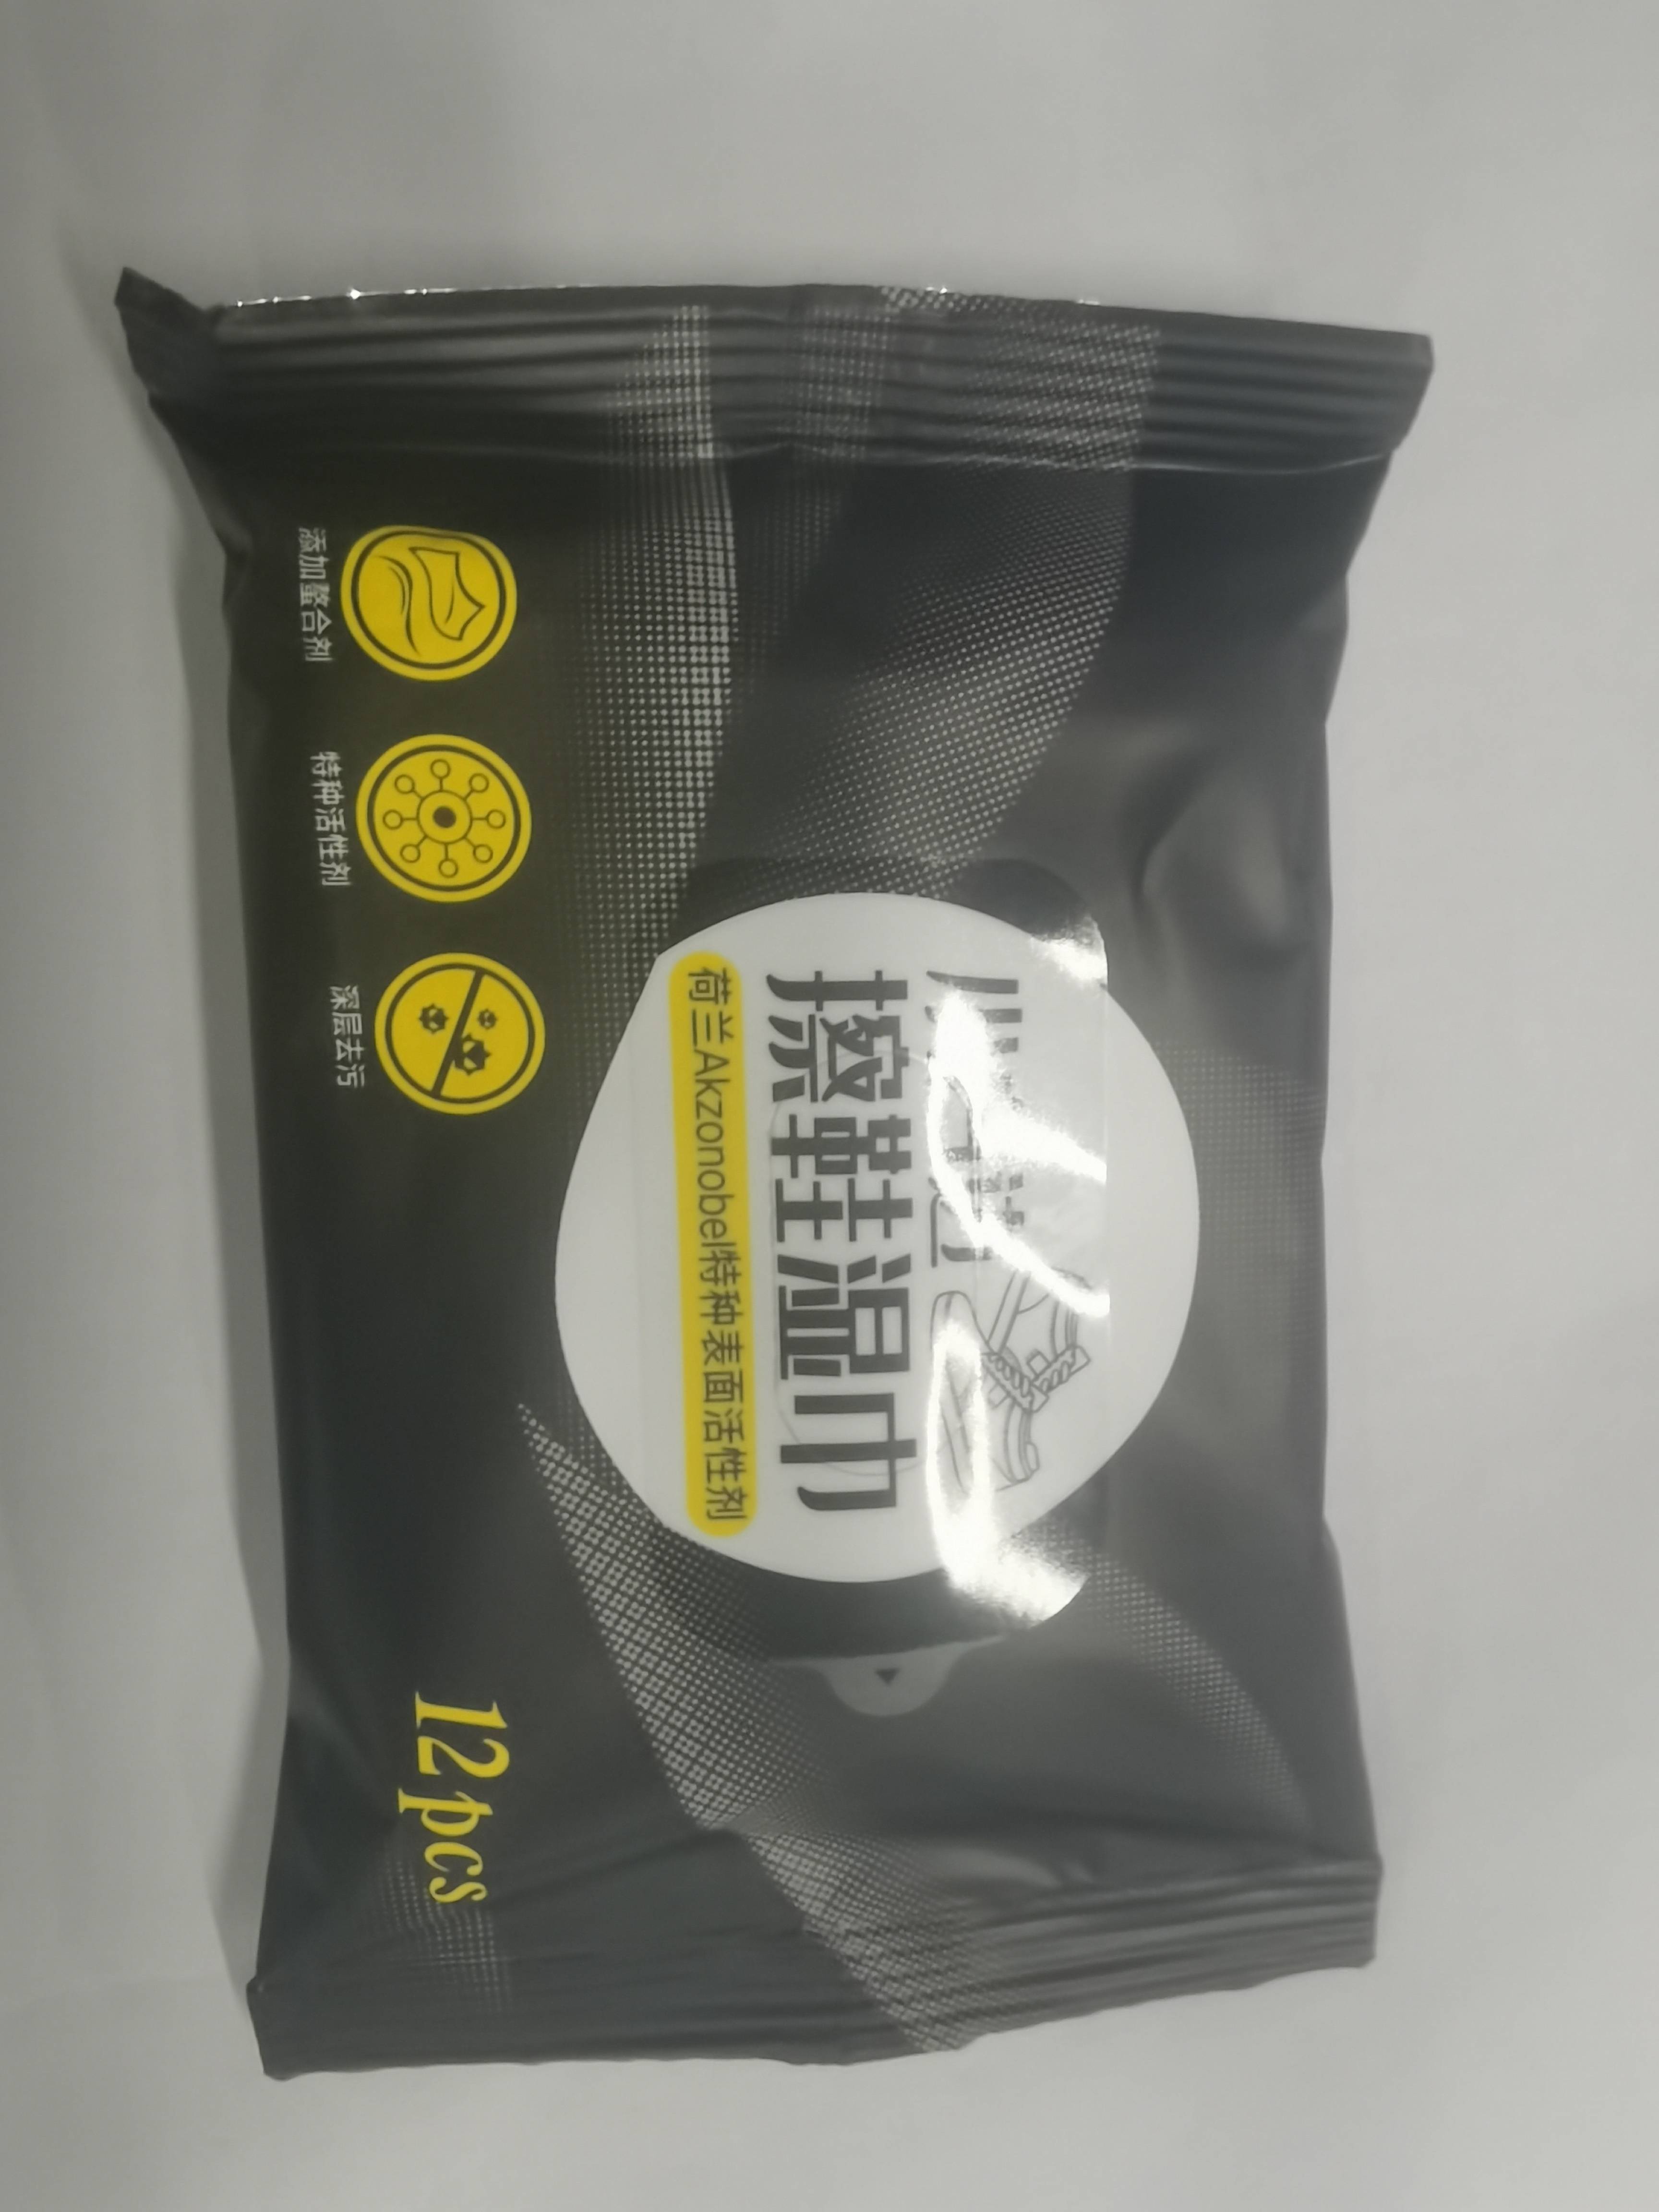 擦鞋湿巾
荷兰Akzonobel特种表面活性剂
添加螯合剂
特种活性剂
深层去污
12pcs